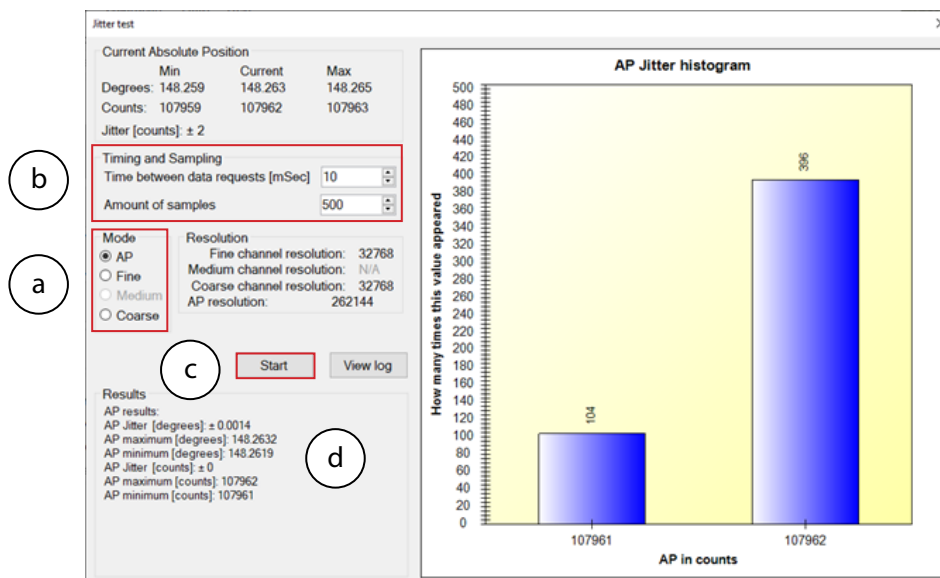 Jitter test
Current Absolute Position
Min Current Max
Degrees: 148.259 148.263 148.265
Counts: 107959 107962 107963
Jitter [counts]: ± 2
b
Timing and Sampling
Time between data requests [mSec] 10
Amount of samples 500
a
Mode
AP
Fine
Medium
Coarse
Resolution
Fine channel resolution: 32768
Medium channel resolution: N/A
Coarse channel resolution: 32768
AP resolution: 262144
c
Start View log
Results
AP results:
AP Jitter [degrees]: ± 0.0014
AP maximum [degrees]: 148.2632
AP minimum [degrees]: 148.2619
AP Jitter [counts]: ± 0
AP maximum [counts]: 107962
AP minimum [counts]: 107961
d
AP Jitter histogram
How many times this value appeared
500
480
460
440
420
400
380
360
340
320
300
280
260
240
220
200
180
160
140
120
100
80
60
40
20
0
104
396
107961 107962
AP in counts